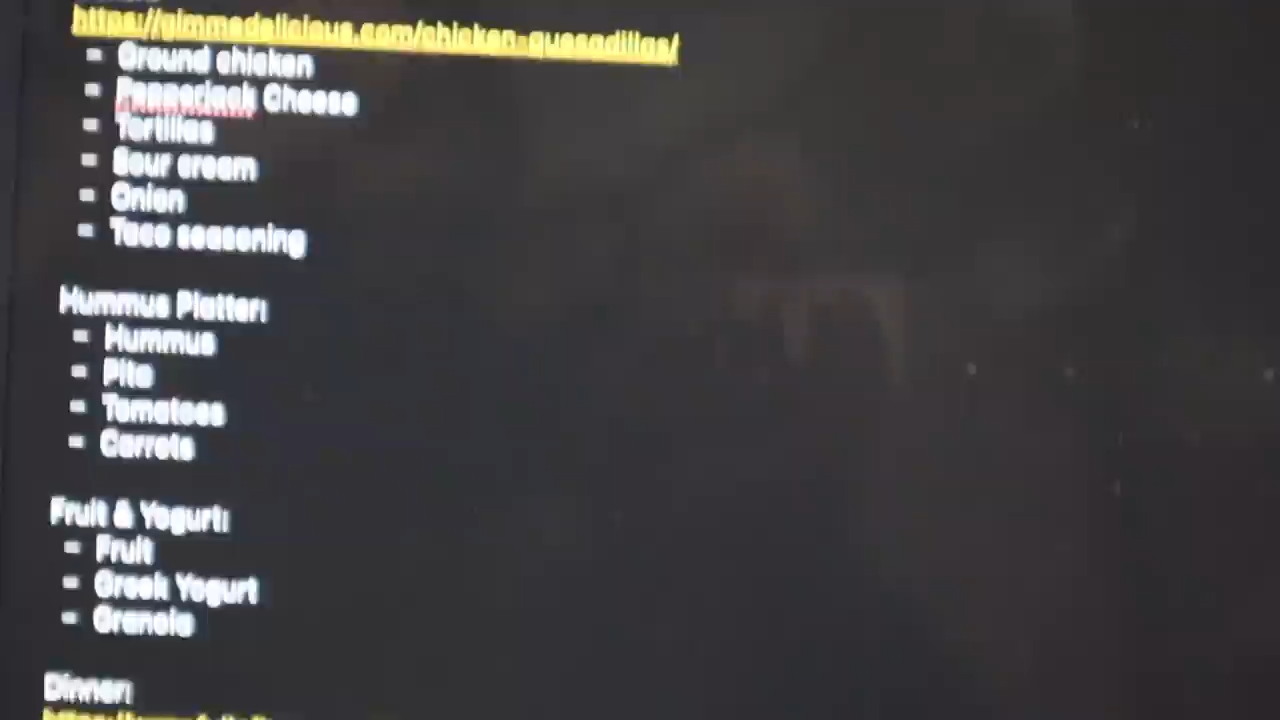 https://gimmedelicious.com/chicken-quesadillas/
- Ground chicken
- Pepperjack Cheese
- Tortillas
- Sour cream
- Onion
- Taco seasoning
Hummus Platter:
- Hummus
- Pita
- Tomatoes
- Carrots
Fruit & Yogurt:
- Fruit
- Greek Yogurt
- Granola
Dinner: